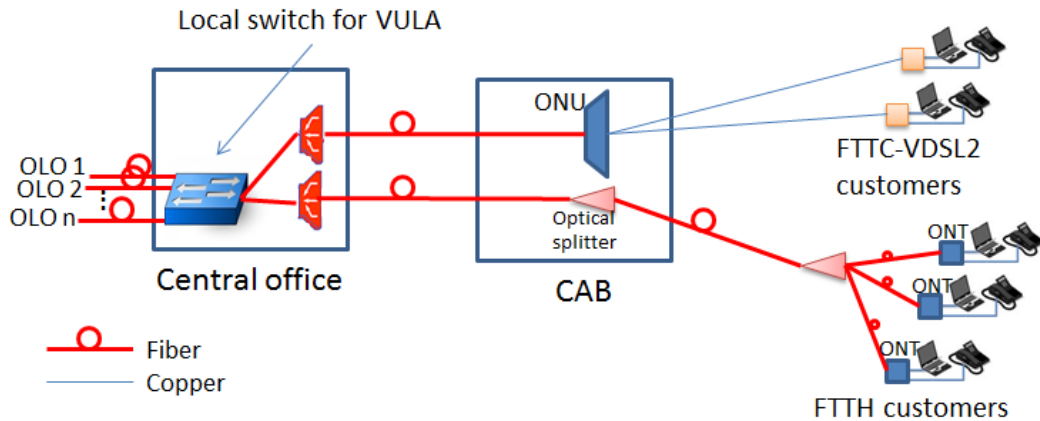 Local switch for VULA
ONU
OLO 1
OLO 2
OLO n
FTTC-VDSL2
customers
Optical
splitter
Central office
CAB
ONT
ONT
ONT
Fiber
Copper
FTTH customers